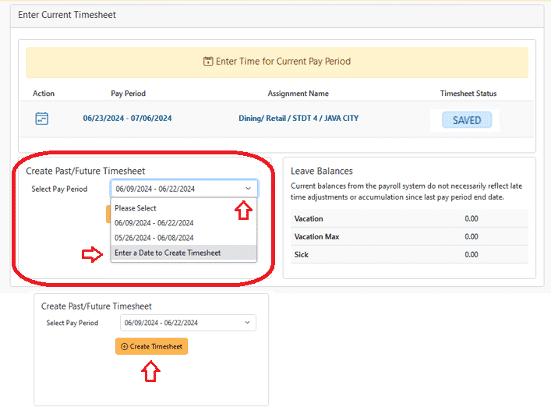 Enter Current Timesheet
Enter Time for Current Pay Period
Action Pay Period Assignment Name Timesheet Status
06/23/2024 - 07/06/2024 Dining/ Retail / STDT 4 / JAVA CITY SAVED
Create Past/Future Timesheet
Select Pay Period 06/09/2024 - 06/22/2024
Please Select
06/09/2024 - 06/22/2024
05/26/2024 - 06/08/2024
Enter a Date to Create Timesheet
Leave Balances
Current balances from the payroll system do not necessarily reflect late
time adjustments or accumulation since last pay period end date.
Vacation 0.00
Vacation Max 0.00
Sick 0.00
Create Past/Future Timesheet
Select Pay Period 06/09/2024 - 06/22/2024
Create Timesheet